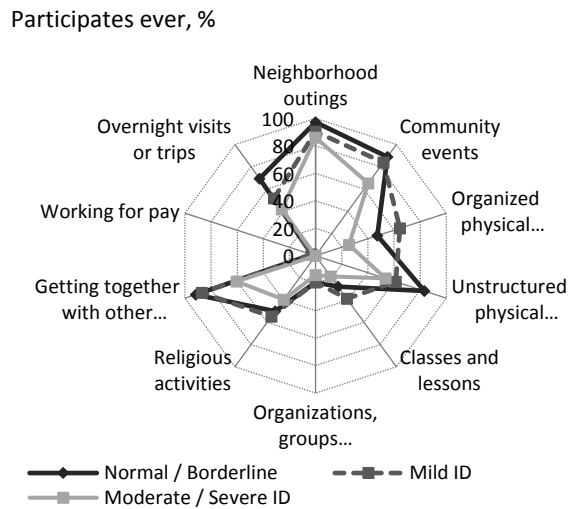 Participates ever, %
Neighborhood
outings
Community
events
Organized
physical...
Unstructured
physical...
Classes and
lessons
Organizations,
groups...
Religious
activities
Getting together
with other...
Working for pay
Overnight visits
or trips
100
80
60
40
20
0
Normal / Borderline
Mild ID
Moderate / Severe ID